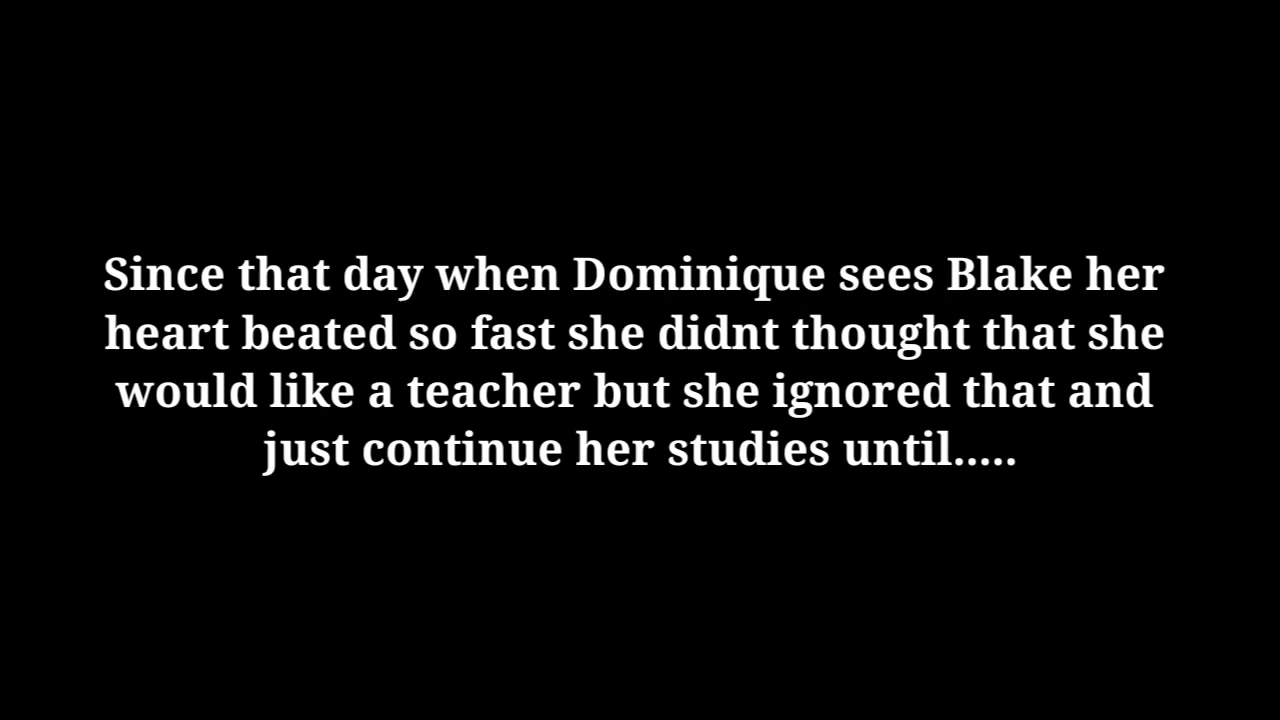 Since that day when Dominique sees Blake her
heart beated so fast she didnt thought that she
would like a teacher but she ignored that and
just continue her studies until.....